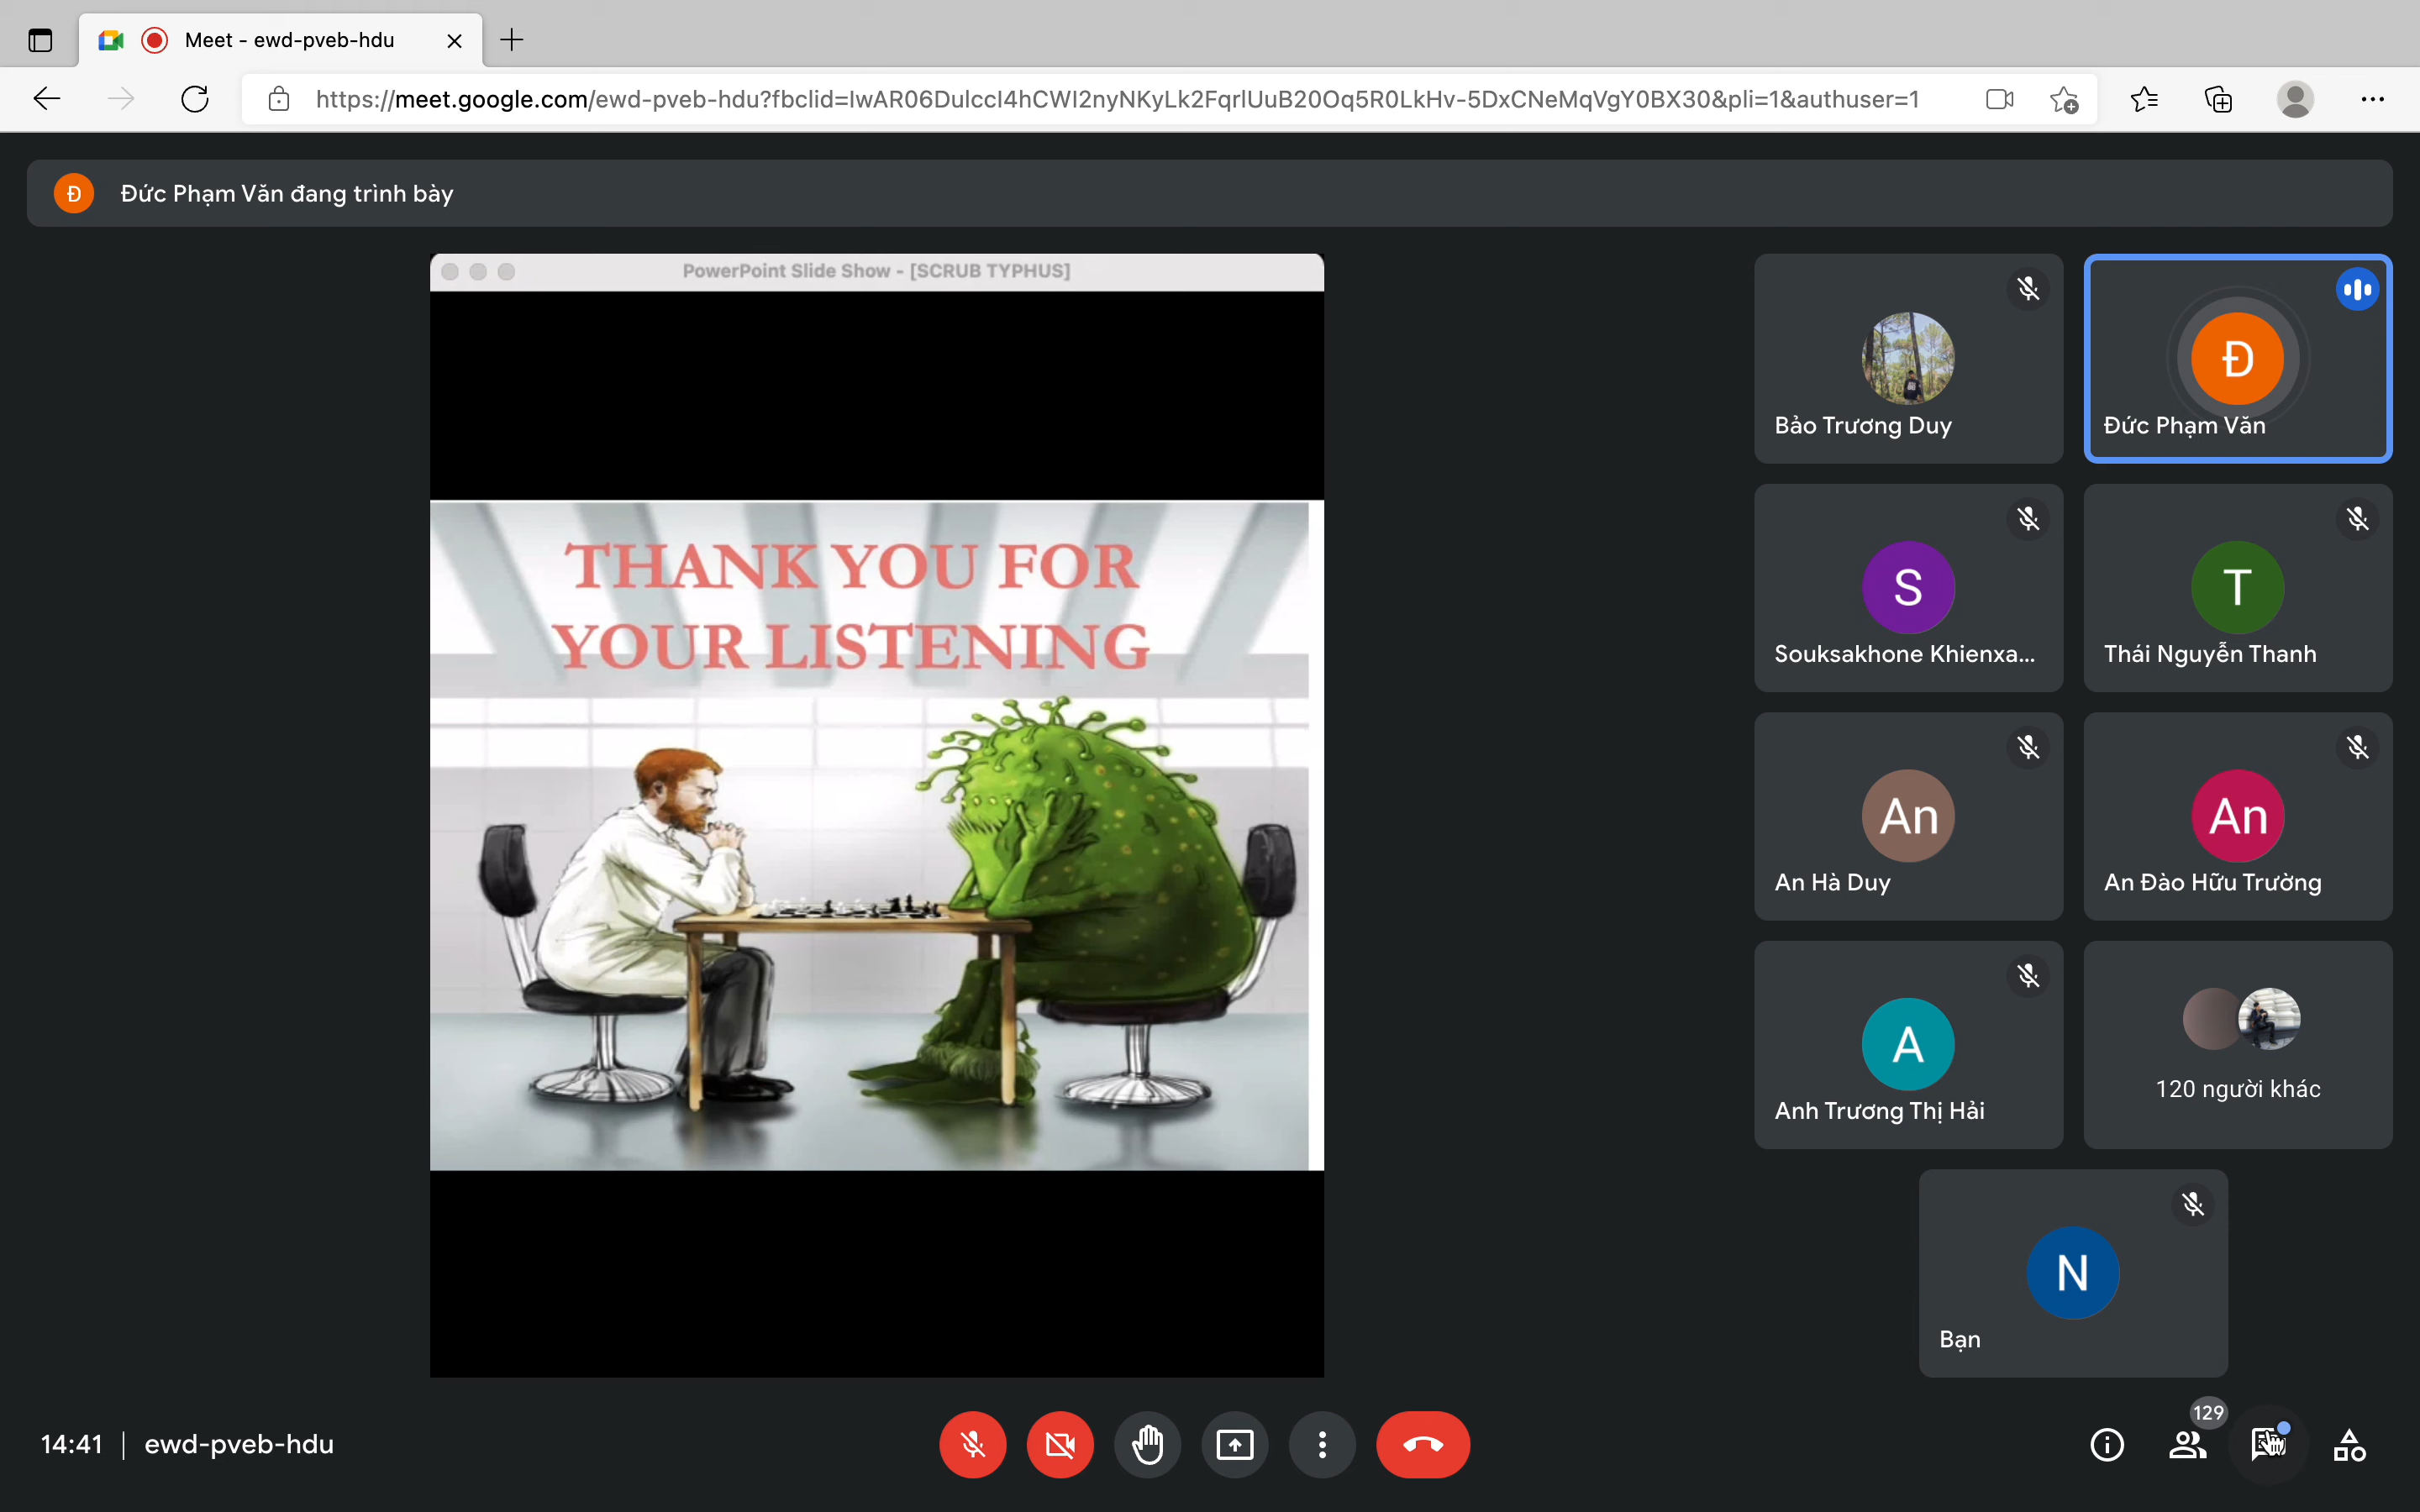 Meet - ewd-pveb-hdu
https://meet.google.com/ewd-pveb-hdu?fbclid=IwAR06DulccI4hCWI2nyNKyLk2FqrlUuB20Oq5R0LkHv-5DxCNeMqVgY0BX30&pli=1&authuser=1
Đ
Đức Phạm Văn đang trình bày
PowerPoint Slide Show - [SCRUB TYPHUS]
THANK YOU FOR
YOUR LISTENING
Bảo Trương Duy
Đ
Đức Phạm Văn
S
Souksakhone Khienxa...
T
Thái Nguyễn Thanh
An
An Hà Duy
An
An Đào Hữu Trường
A
Anh Trương Thị Hải
120 người khác
N
Bạn
14:41 | ewd-pveb-hdu
129